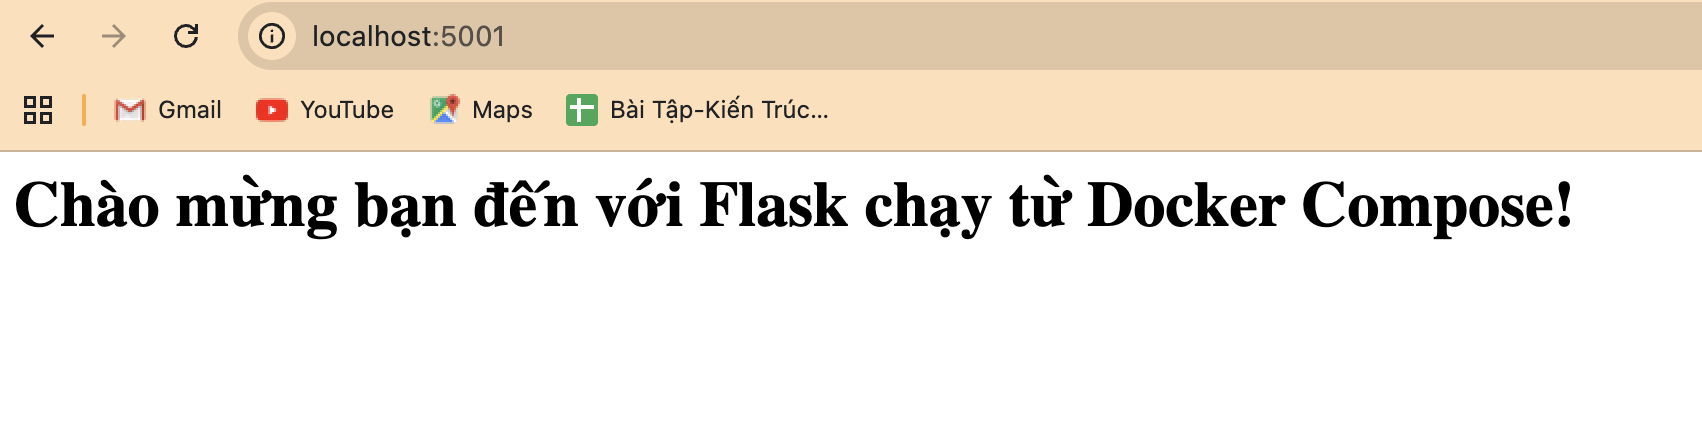 localhost:5001
Gmail YouTube Maps Bài Tập-Kiến Trúc...
Chào mừng bạn đến với Flask chạy từ Docker Compose!